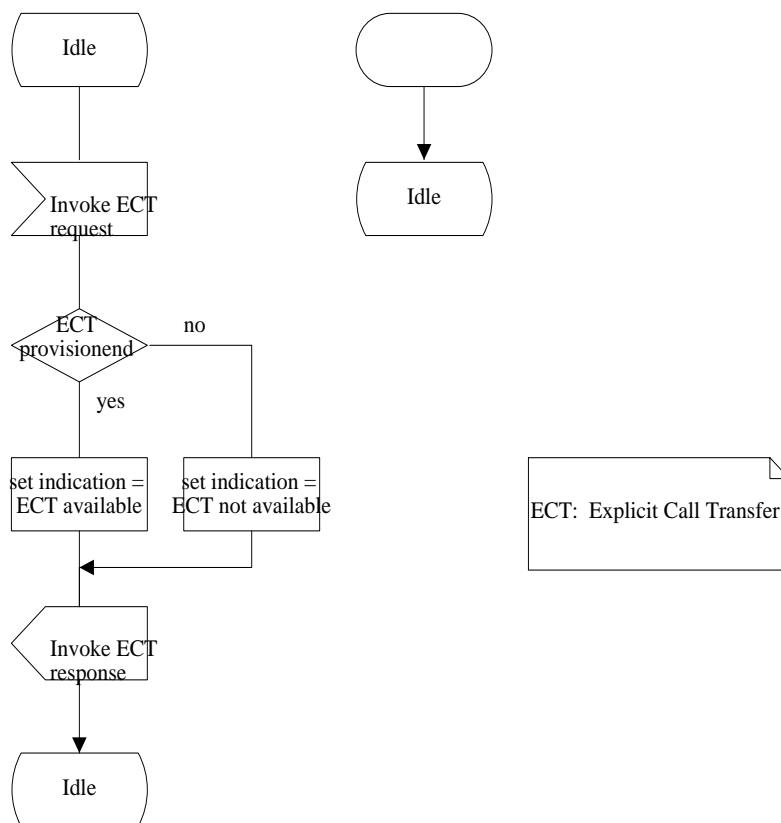 Idle
Invoke ECT
request
ECT
provisionend
no
yes
set indication =
ECT available
set indication =
ECT not available
Invoke ECT
response
Idle
Idle
ECT:  Explicit Call Transfer